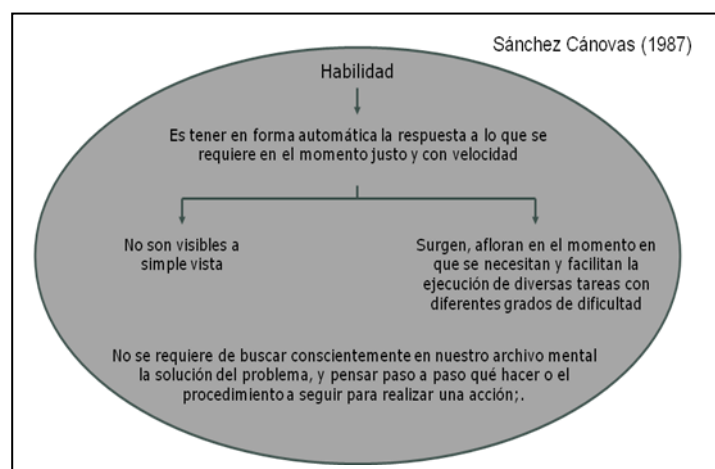 Sánchez Cánovas (1987)
Habilidad
Es tener en forma automática la respuesta a lo que se
requiere en el momento justo y con velocidad
No son visibles a
simple vista
Surgen, afloran en el momento en
que se necesitan y facilitan la
ejecución de diversas tareas con
diferentes grados de dificultad
No se requiere de buscar conscientemente en nuestro archivo mental
la solución del problema, y pensar paso a paso qué hacer o el
procedimiento a seguir para realizar una acción;.